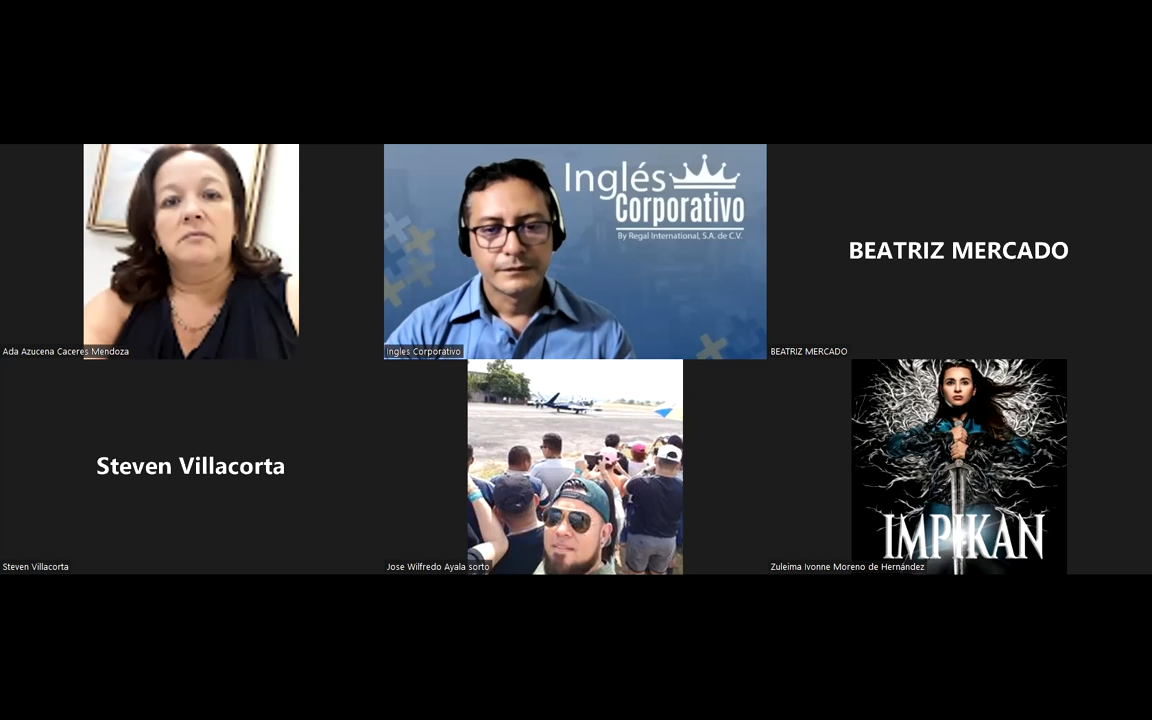 Inglés
Corporativo
By Regal International, S.A. de C.V.
BEATRIZ MERCADO
Ada Azucena Caceres Mendoza
Ingles Corporativo
BEATRIZ MERCADO
Steven Villacorta
IMPIKAN
Steven Villacorta
Jose Wilfredo Ayala sorto
Zuleima Ivonne Moreno de Hernández